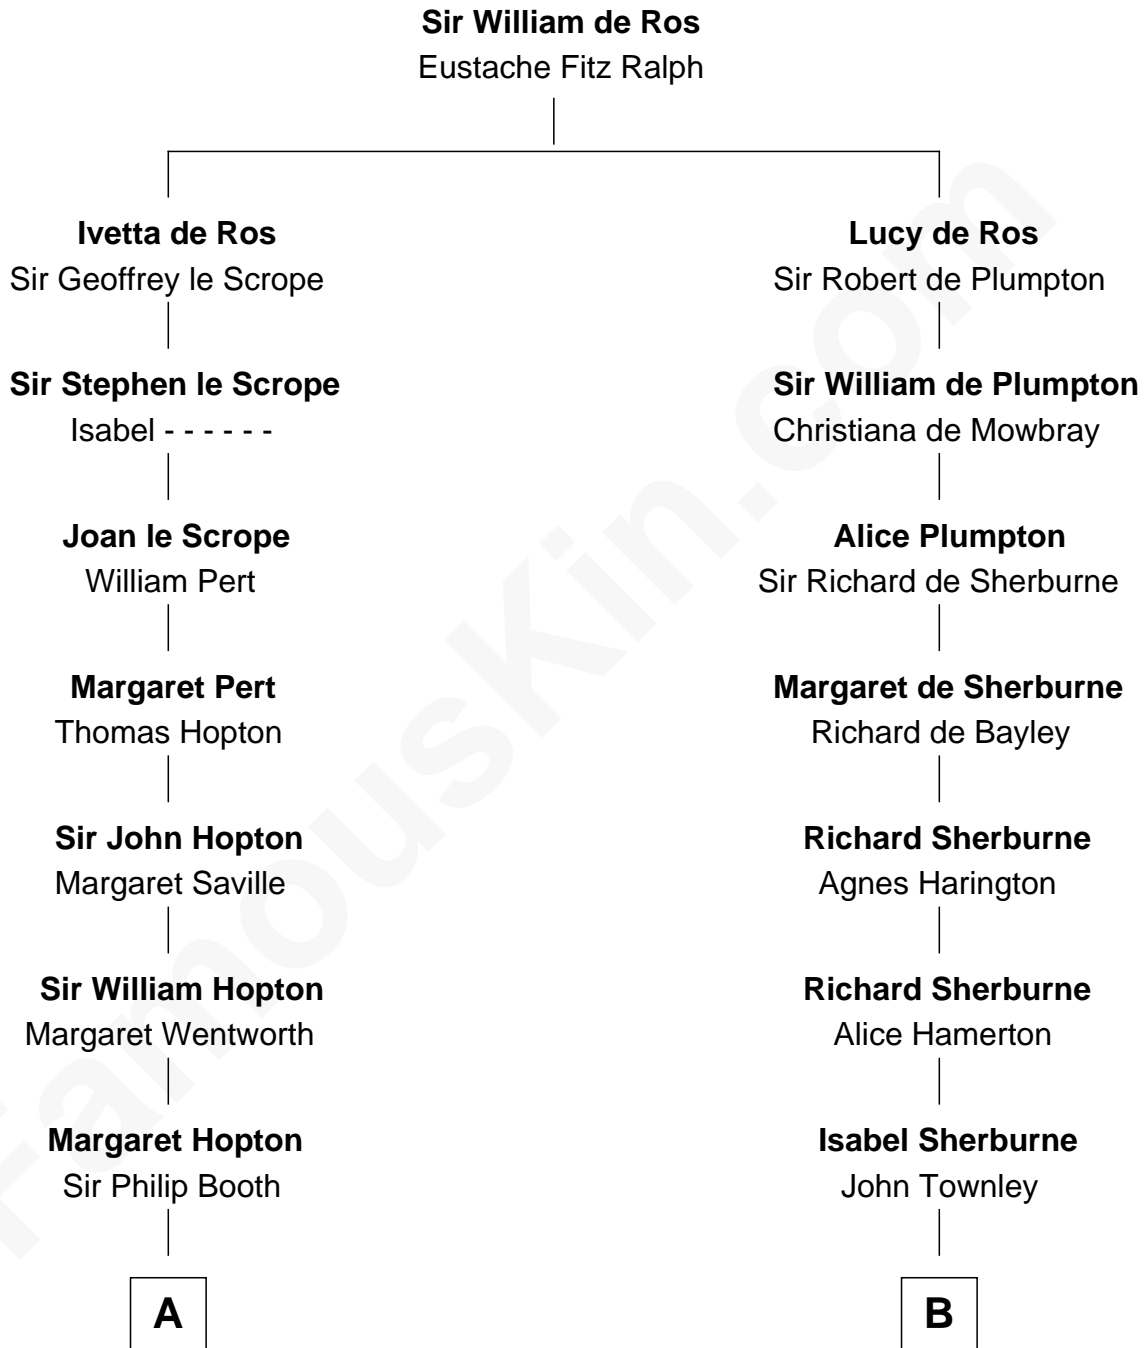 Sir William de Ros
Eustache Fitz Ralph
Ivetta de Ros
Sir Geoffrey le Scrope
Lucy de Ros
Sir Robert de Plumpton
Sir Stephen le Scrope
Isabel - - - - - -
Sir William de Plumpton
Christiana de Mowbray
Joan le Scrope
William Pert
Alice Plumpton
Sir Richard de Sherburne
Margaret Pert
Thomas Hopton
Margaret de Sherburne
Richard de Bayley
Sir John Hopton
Margaret Saville
Richard Sherburne
Agnes Harington
Sir William Hopton
Margaret Wentworth
Richard Sherburne
Alice Hamerton
Margaret Hopton
Sir Philip Booth
Isabel Sherburne
John Townley
A
B
FamousKin.com